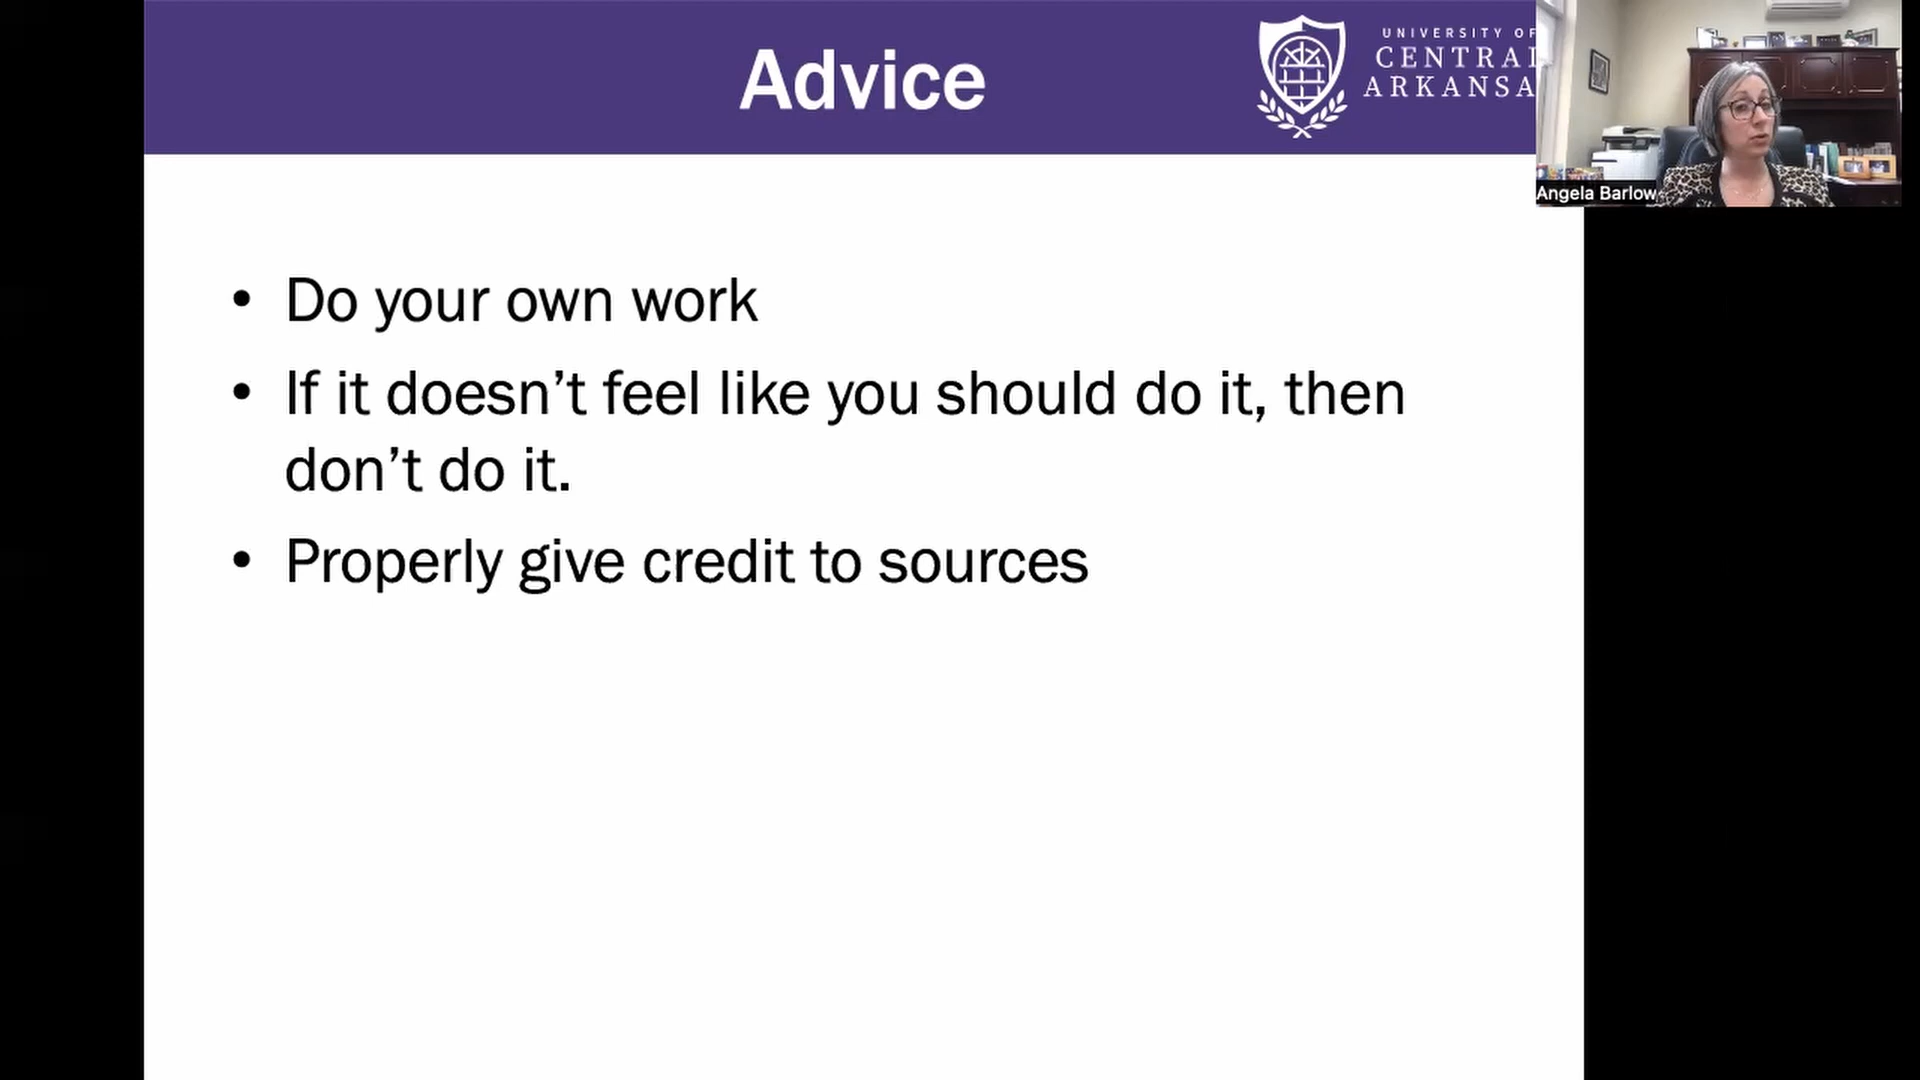 Advice
UNIVERSITY OF
CENTRAL
ARKANSA
Angela Barlow
• Do your own work
• If it doesn’t feel like you should do it, then
don’t do it.
• Properly give credit to sources